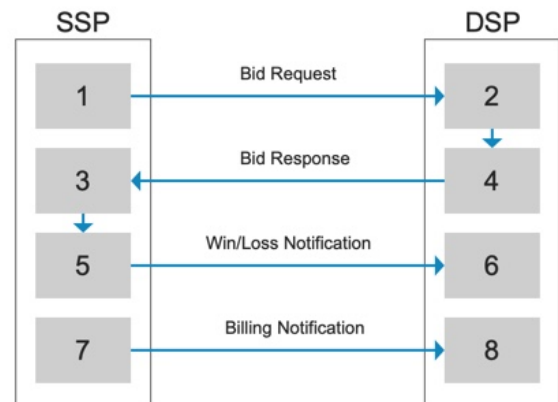 SSP
DSP
1
Bid Request
2
3
Bid Response
4
5
Win/Loss Notification
6
7
Billing Notification
8